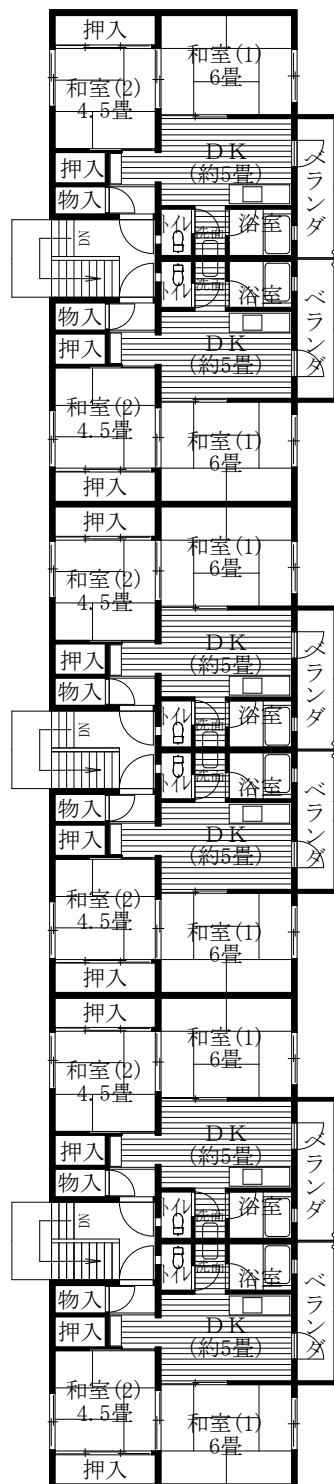 押入
和室(1)
6畳
和室(2)
4.5畳
DK
(約5畳)
押入
物入
ベランダ
トイレ
洗面
浴室
DN
トイレ
洗面
浴室
物入
押入
DK
(約5畳)
ベランダ
和室(2)
4.5畳
和室(1)
6畳
押入
押入
和室(1)
6畳
和室(2)
4.5畳
DK
(約5畳)
押入
物入
ベランダ
トイレ
洗面
浴室
DN
トイレ
洗面
浴室
物入
押入
DK
(約5畳)
ベランダ
和室(2)
4.5畳
和室(1)
6畳
押入
押入
和室(1)
6畳
和室(2)
4.5畳
DK
(約5畳)
押入
物入
ベランダ
トイレ
洗面
浴室
DN
トイレ
洗面
浴室
物入
押入
DK
(約5畳)
ベランダ
和室(2)
4.5畳
和室(1)
6畳
押入